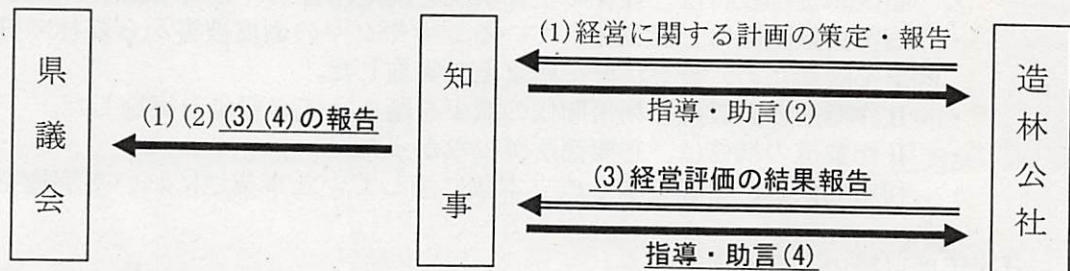 県議会
(1)(2)(3)(4)の報告
知事
(1)経営に関する計画の策定・報告
指導・助言(2)
(3)経営評価の結果報告
指導・助言(4)
造林公社